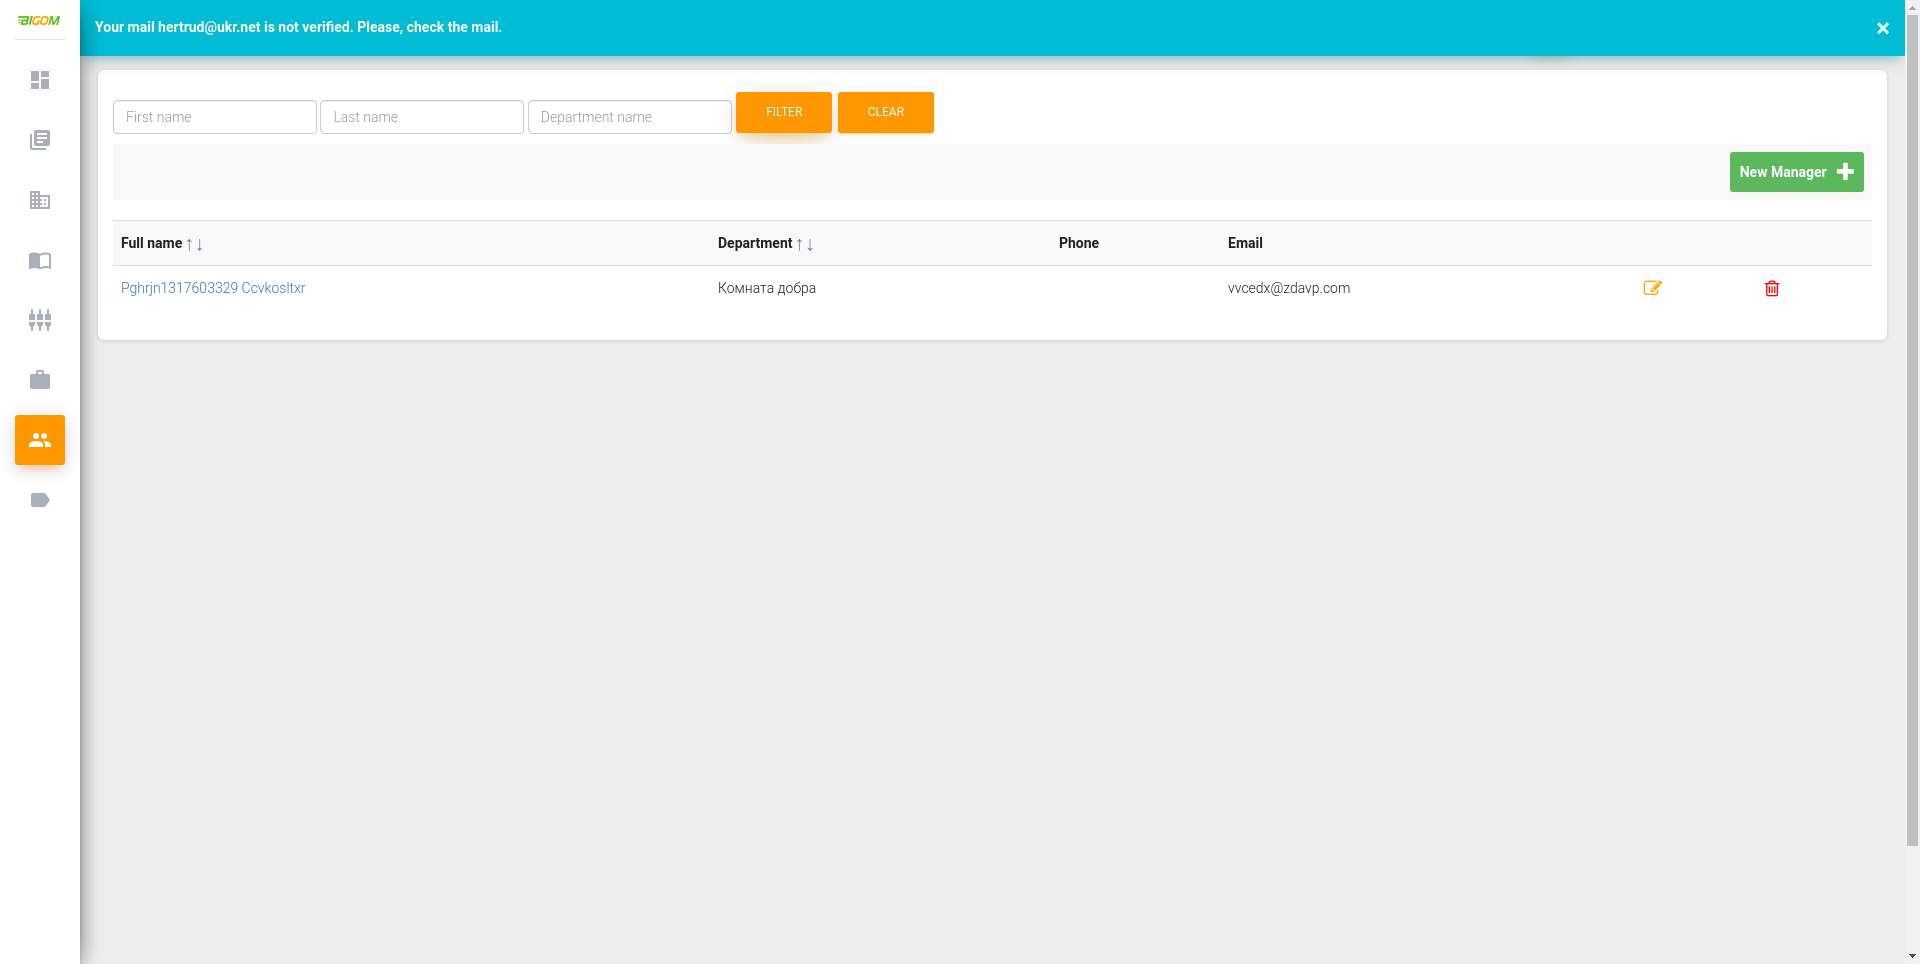 BIGOM
Your mail hertrud@ukr.net is not verified. Please, check the mail.
×
First name Last name Department name FILTER CLEAR
New Manager
Full name ↑ ↓ Department ↑ ↓ Phone Email
Pghrjn1317603329 Ccvkosltxr Комната добра vvcedx@zdavp.com